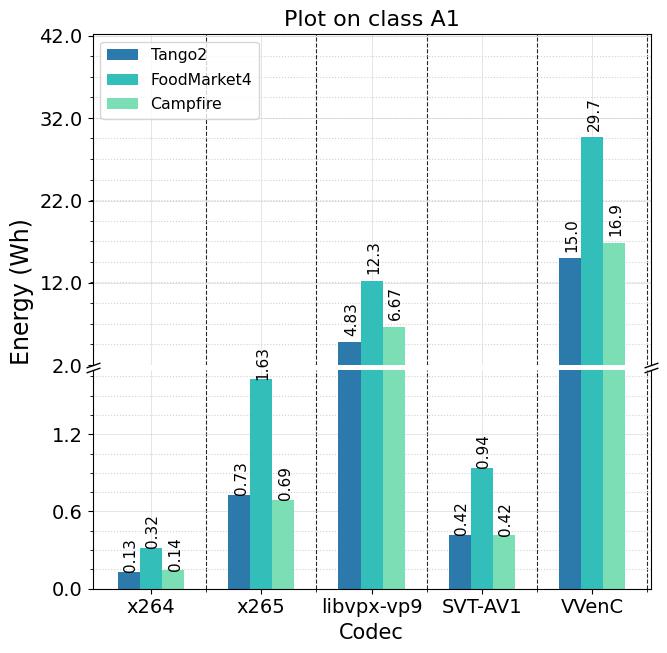 Plot on class A1
Tango2
FoodMarket4
Campfire
Energy (Wh)
42.0
32.0
22.0
12.0
2.0
2.0
1.2
0.6
0.0
0.13
0.32
0.14
0.73
1.63
0.69
4.83
12.3
6.67
0.42
0.94
0.42
15.0
29.7
16.9
x264
x265
libvpx-vp9
SVT-AV1
VVenC
Codec